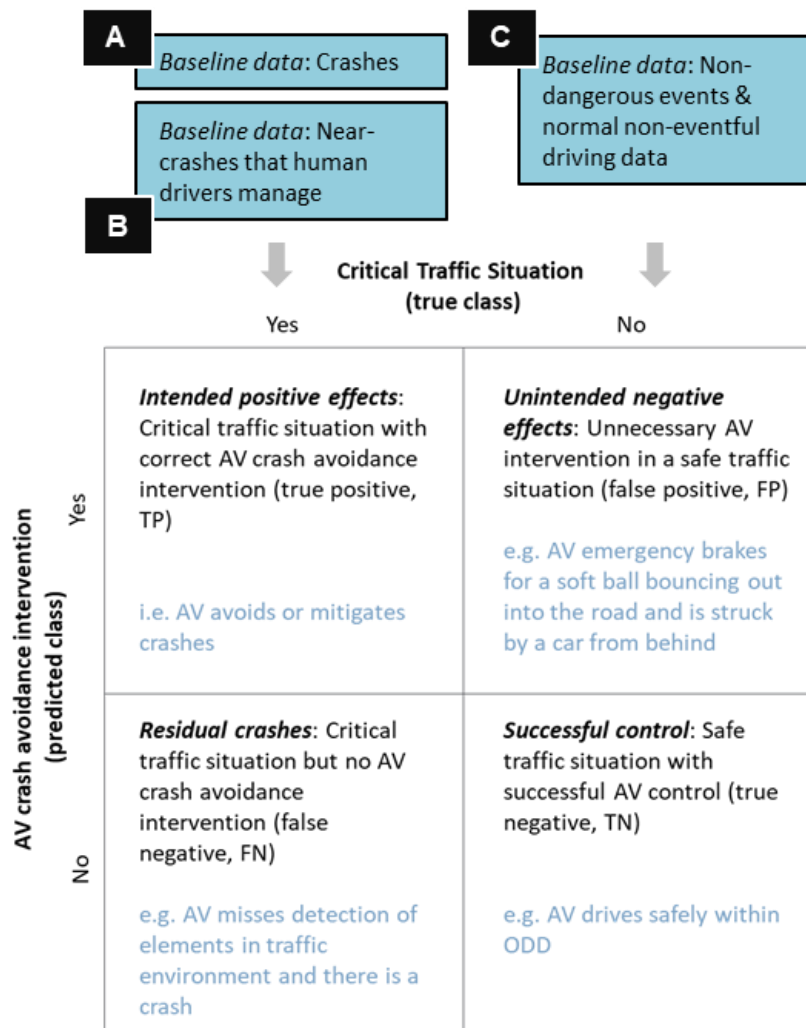 A
Baseline data: Crashes
Baseline data: Near-
crashes that human
drivers manage
B
C
Baseline data: Non-
dangerous events &
normal non-eventful
driving data
Critical Traffic Situation
(true class)
Yes
No
AV crash avoidance intervention
(predicted class)
Yes
Intended positive effects:
Critical traffic situation with
correct AV crash avoidance
intervention (true positive,
TP)
i.e. AV avoids or mitigates
crashes
Unintended negative
effects: Unnecessary AV
intervention in a safe traffic
situation (false positive, FP)
e.g. AV emergency brakes
for a soft ball bouncing out
into the road and is struck
by a car from behind
No
Residual crashes: Critical
traffic situation but no AV
crash avoidance
intervention (false
negative, FN)
e.g. AV misses detection of
elements in traffic
environment and there is a
crash
Successful control: Safe
traffic situation with
successful AV control (true
negative, TN)
e.g. AV drives safely within
ODD